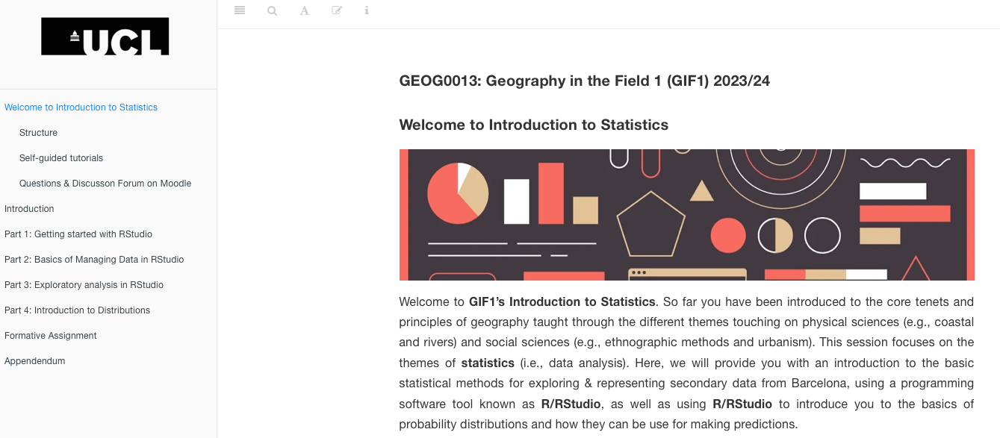 UCL
Welcome to Introduction to Statistics
Structure
Self-guided tutorials
Questions & Discusson Forum on Moodle
Introduction
Part 1: Getting started with RStudio
Part 2: Basics of Managing Data in RStudio
Part 3: Exploratory analysis in RStudio
Part 4: Introduction to Distributions
Formative Assignment
Appendendum
GEOG0013: Geography in the Field 1 (GIF1) 2023/24
Welcome to Introduction to Statistics
Welcome to GIF1’s Introduction to Statistics. So far you have been introduced to the core tenets and
principles of geography taught through the different themes touching on physical sciences (e.g., coastal
and rivers) and social sciences (e.g., ethnographic methods and urbanism). This session focuses on the
themes of statistics (i.e., data analysis). Here, we will provide you with an introduction to the basic
statistical methods for exploring & representing secondary data from Barcelona, using a programming
software tool known as R/RStudio, as well as using R/RStudio to introduce you to the basics of
probability distributions and how they can be use for making predictions.